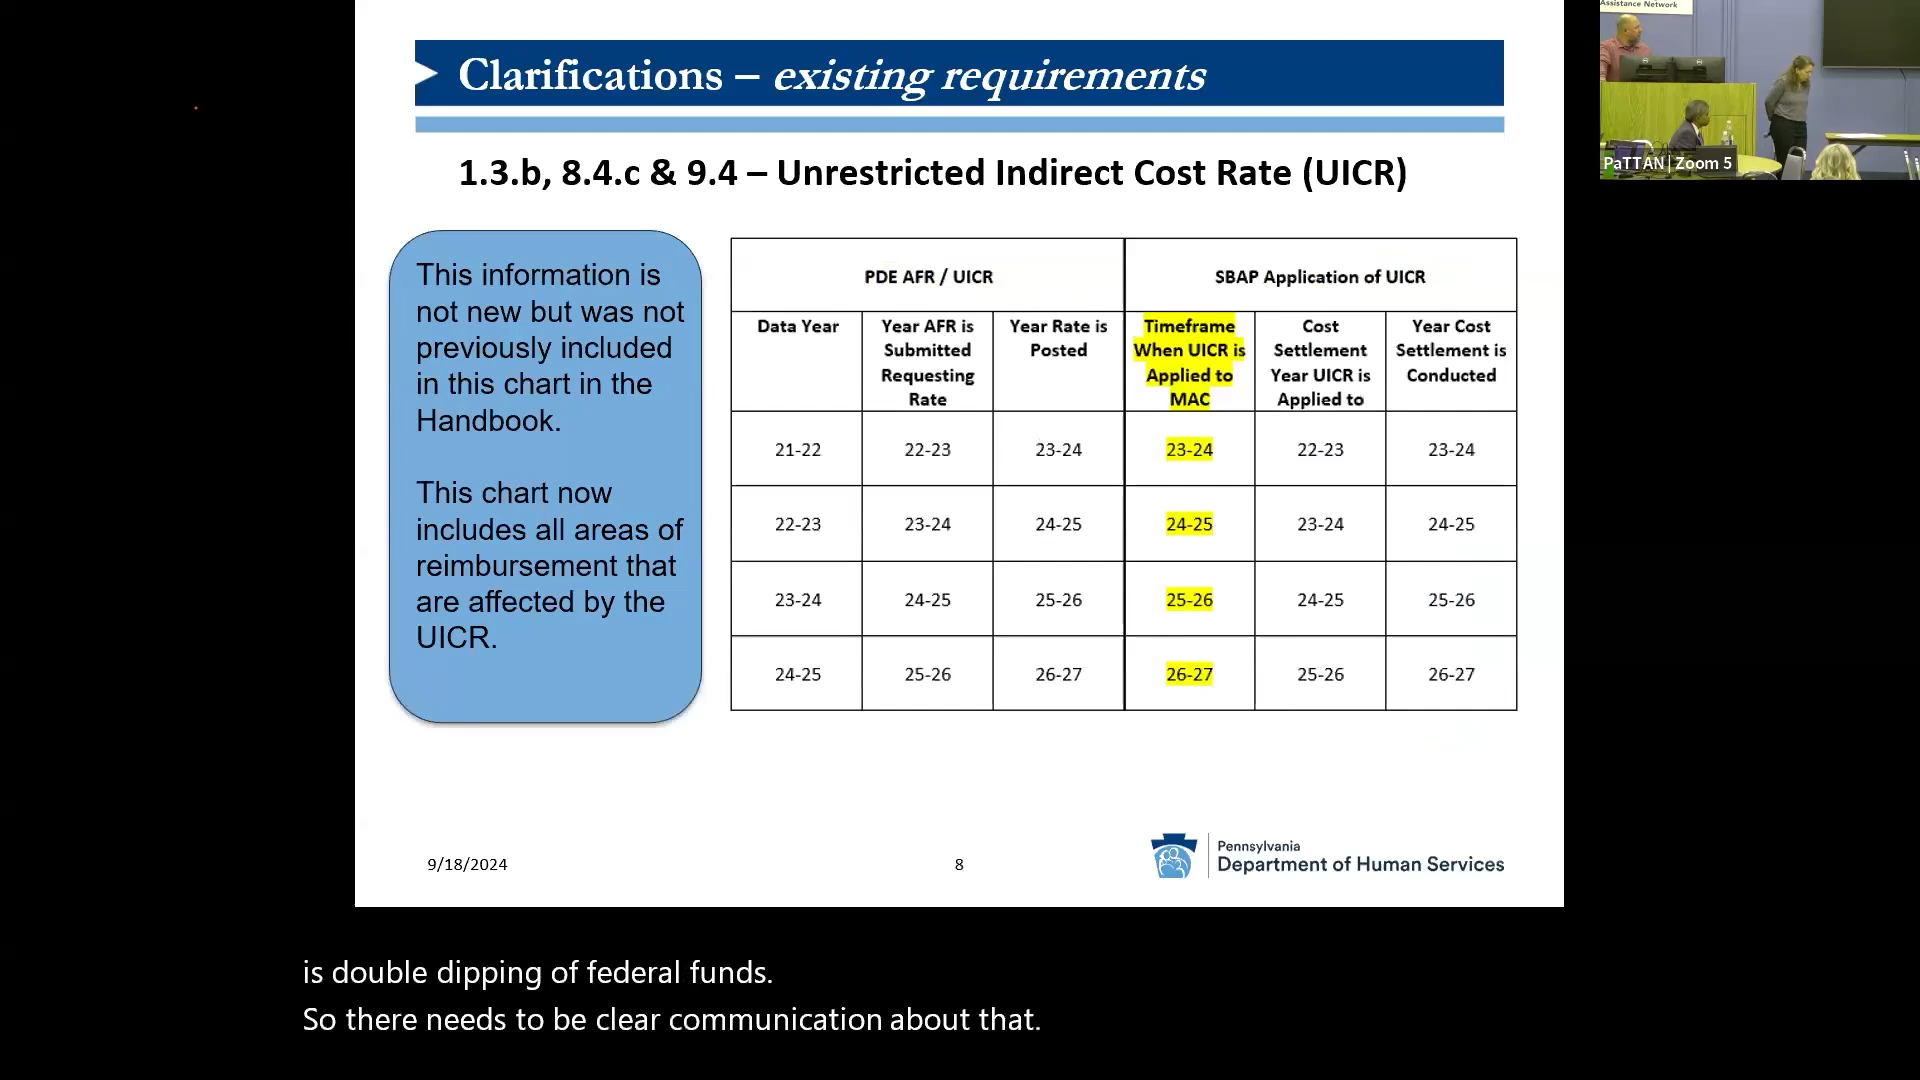 Assistance Network
PaTTAN | Zoom 5
Clarifications – existing requirements
1.3.b, 8.4.c & 9.4 – Unrestricted Indirect Cost Rate (UICR)
This information is
not new but was not
previously included
in this chart in the
Handbook.
This chart now
includes all areas of
reimbursement that
are affected by the
UICR.
PDE AFR / UICR
SBAP Application of UICR
Data Year
Year AFR is
Submitted
Requesting
Rate
Year Rate is
Posted
Timeframe
When UICR is
Applied to
MAC
Cost
Settlement
Year UICR is
Applied to
Year Cost
Settlement is
Conducted
21-22 22-23 23-24 23-24 22-23 23-24
22-23 23-24 24-25 24-25 23-24 24-25
23-24 24-25 25-26 25-26 24-25 25-26
24-25 25-26 26-27 26-27 25-26 26-27
9/18/2024
8
Pennsylvania
Department of Human Services
is double dipping of federal funds.
So there needs to be clear communication about that.